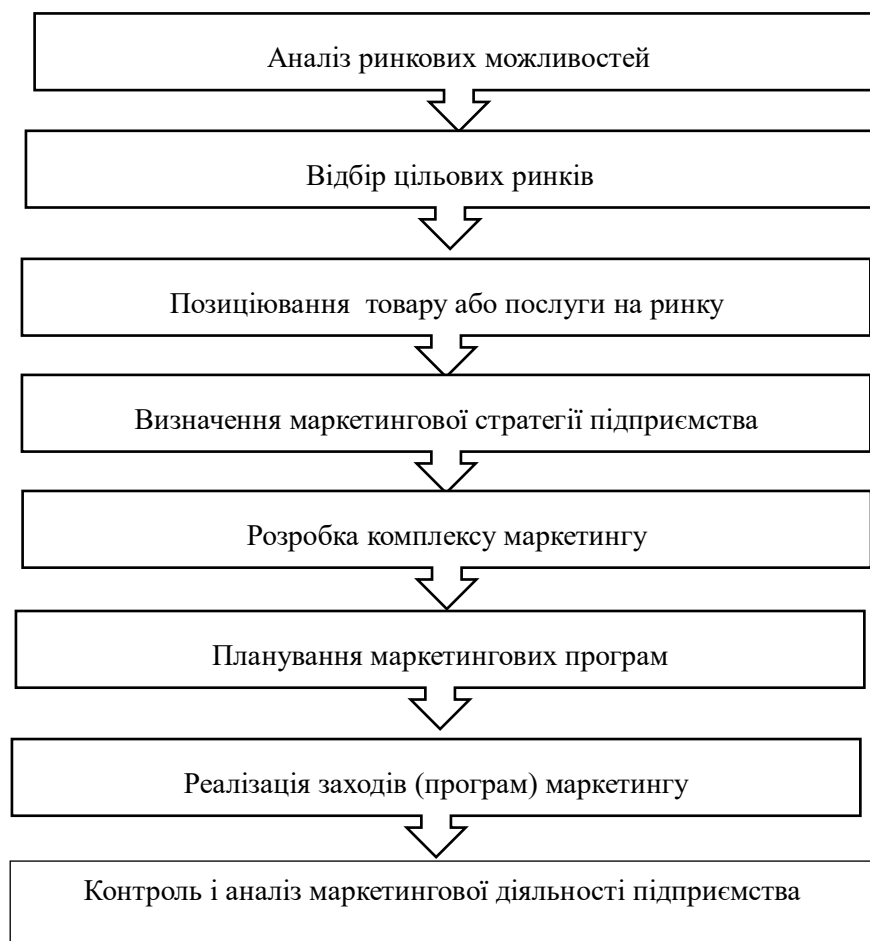 Аналіз ринкових можливостей
Відбір цільових ринків
Позиціювання товару або послуги на ринку
Визначення маркетингової стратегії підприємства
Розробка комплексу маркетингу
Планування маркетингових програм
Реалізація заходів (програм) маркетингу
Контроль і аналіз маркетингової діяльності підприємства